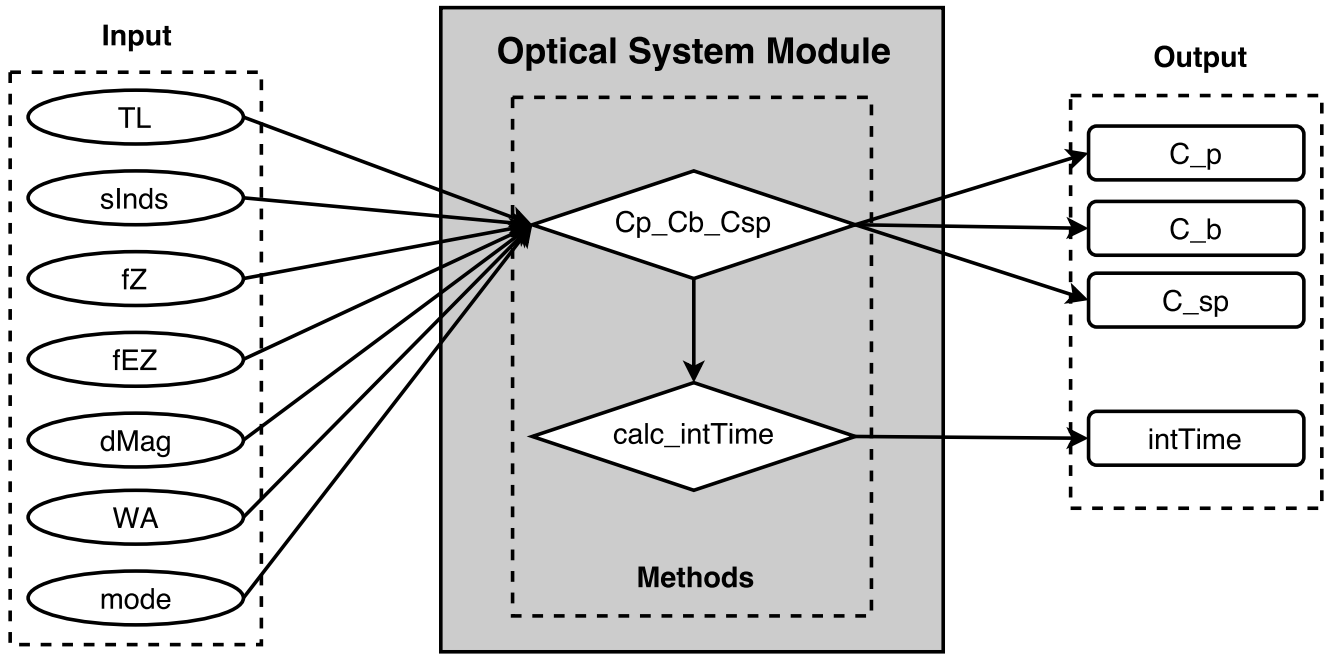 Input
TL
sInds
fZ
fEZ
dMag
WA
mode
Optical System Module
Cp_Cb_Csp
calc_intTime
Methods
Output
C_p
C_b
C_sp
intTime